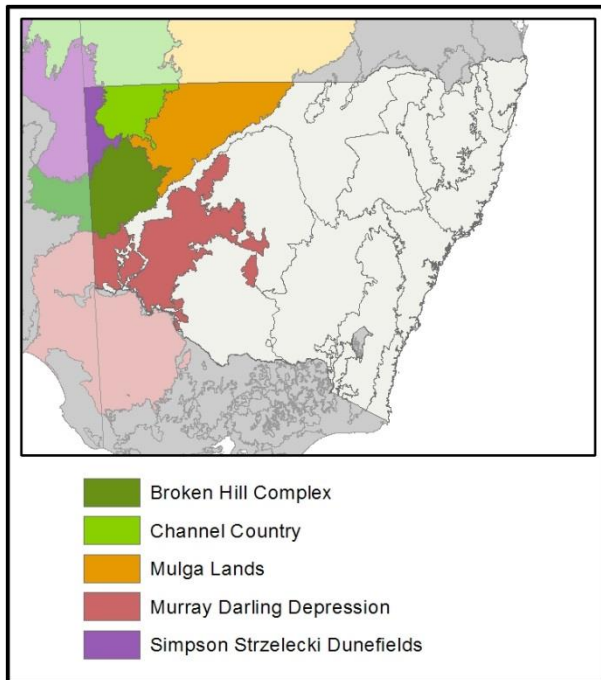 Broken Hill Complex
Channel Country
Mulga Lands
Murray Darling Depression
Simpson Strzelecki Dunefields